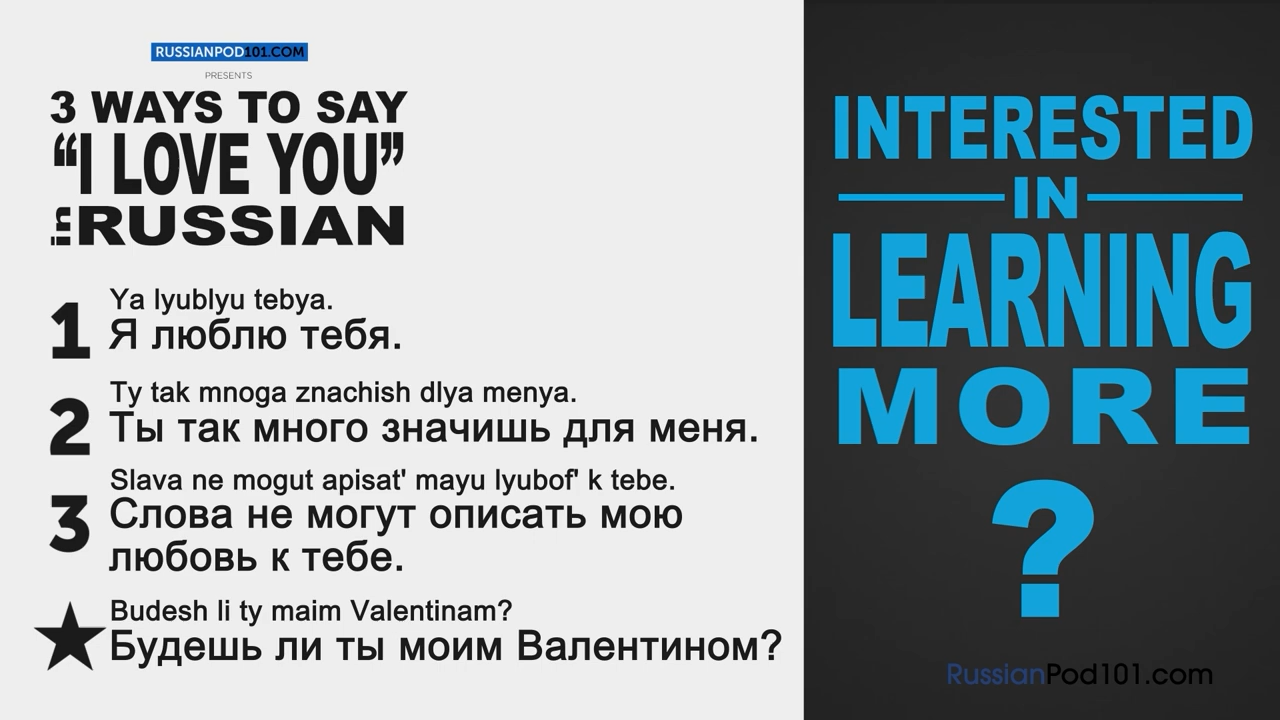 RUSSIANPOD101.COM
PRESENTS
3 WAYS TO SAY
“I LOVE YOU”
in RUSSIAN
1
Ya lyublyu tebya.
Я люблю тебя.
2
Ty tak mnoga znachish dlya menya.
Ты так много значишь для меня.
3
Slava ne mogut apisat' mayu lyubof' k tebe.
Слова не могут описать мою
любовь к тебе.
Budesh li ty maim Valentinam?
Будешь ли ты моим Валентином?
INTERESTED
IN
LEARNING
MORE
?
RussianPod101.com